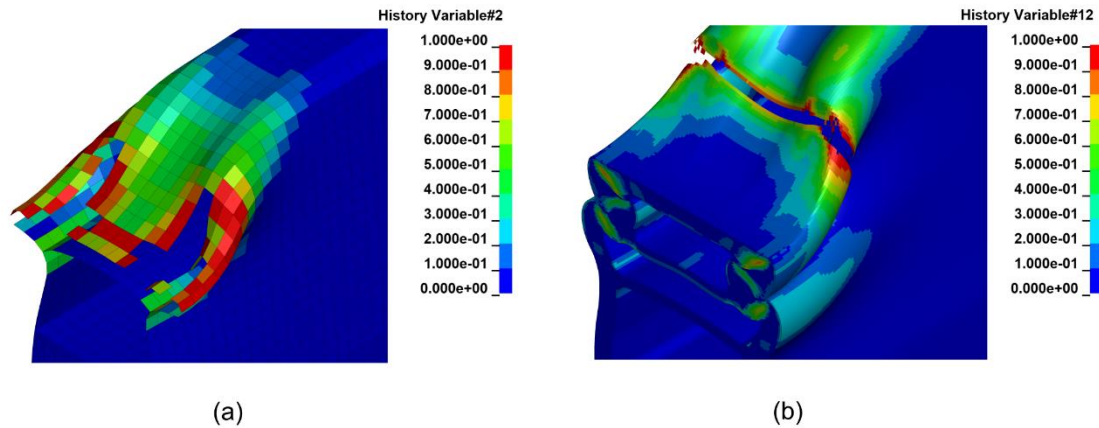 History Variable#2
1.000e+00
9.000e-01
8.000e-01
7.000e-01
6.000e-01
5.000e-01
4.000e-01
3.000e-01
2.000e-01
1.000e-01
0.000e+00
History Variable#12
1.000e+00
9.000e-01
8.000e-01
7.000e-01
6.000e-01
5.000e-01
4.000e-01
3.000e-01
2.000e-01
1.000e-01
0.000e+00
(a)
(b)